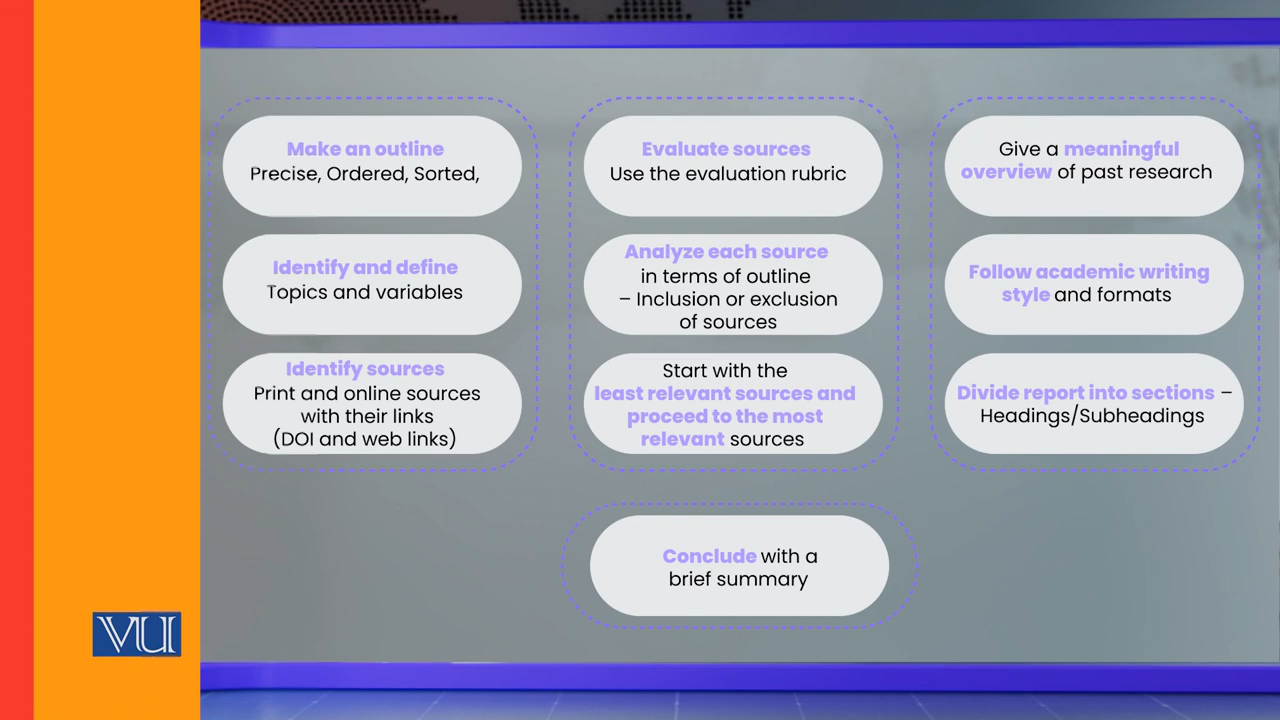 Make an outline
Precise, Ordered, Sorted,
Identify and define
Topics and variables
Identify sources
Print and online sources
with their links
(DOI and web links)
Evaluate sources
Use the evaluation rubric
Analyze each source
in terms of outline
– Inclusion or exclusion
of sources
Start with the
least relevant sources and
proceed to the most
relevant sources
Give a meaningful
overview of past research
Follow academic writing
style and formats
Divide report into sections –
Headings/Subheadings
Conclude with a
brief summary
VU